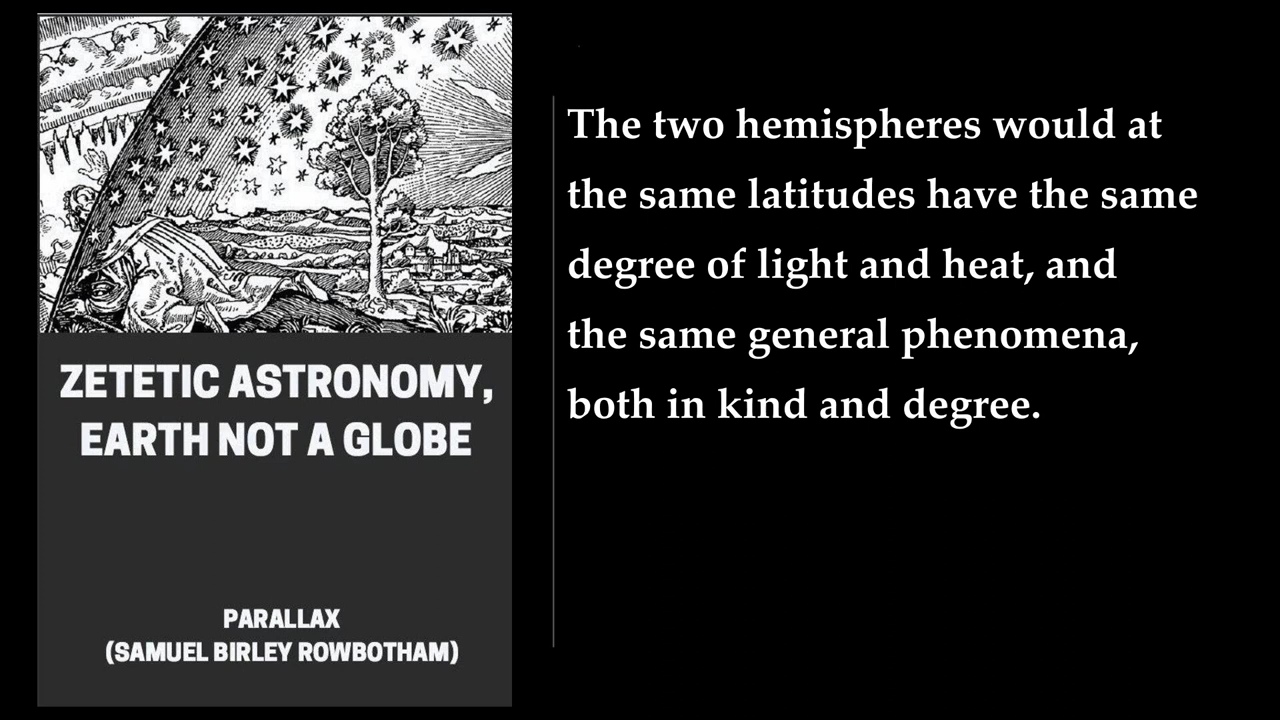 ZETETIC ASTRONOMY,
EARTH NOT A GLOBE
PARALLAX
(SAMUEL BIRLEY ROWBOTHAM)
The two hemispheres would at
the same latitudes have the same
degree of light and heat, and
the same general phenomena,
both in kind and degree.